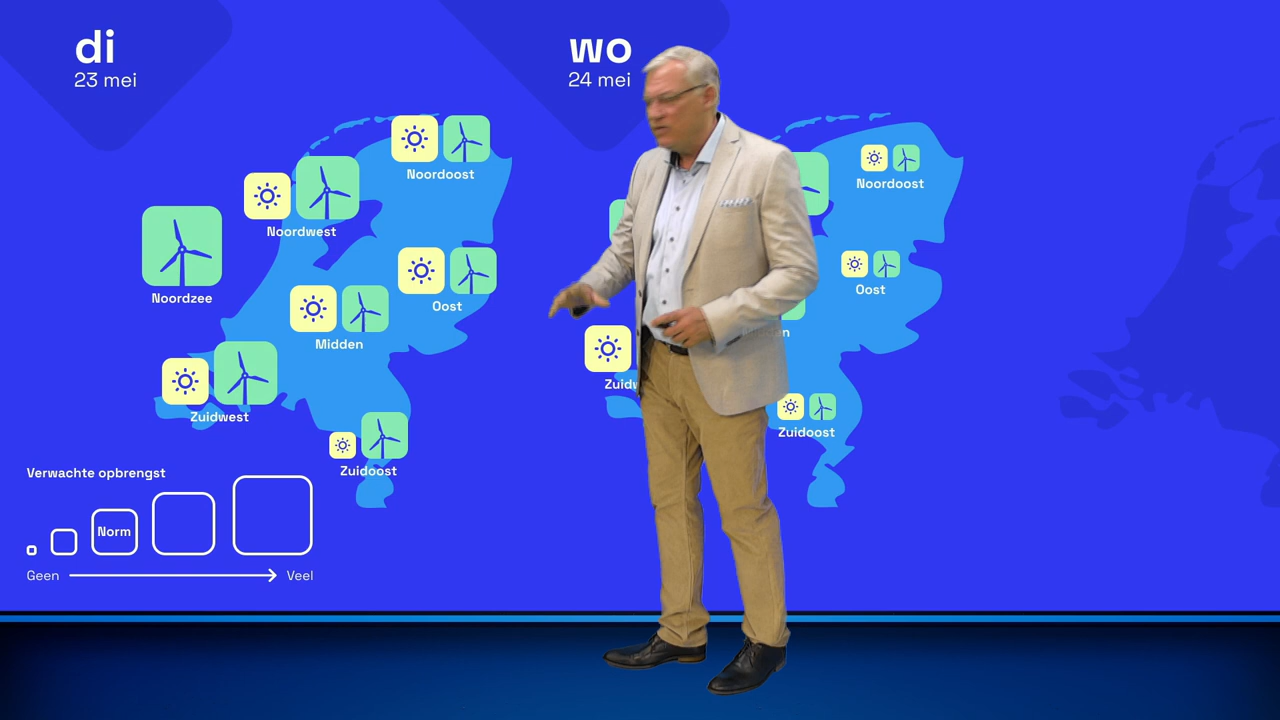 di
23 mei
Noordoost
Noordwest
Noordzee
Oost
Midden
Zuidwest
Zuidoost
Verwachte opbrengst
Norm
Geen
Veel
wo
24 mei
Noordoost
Oost
Zuidoost